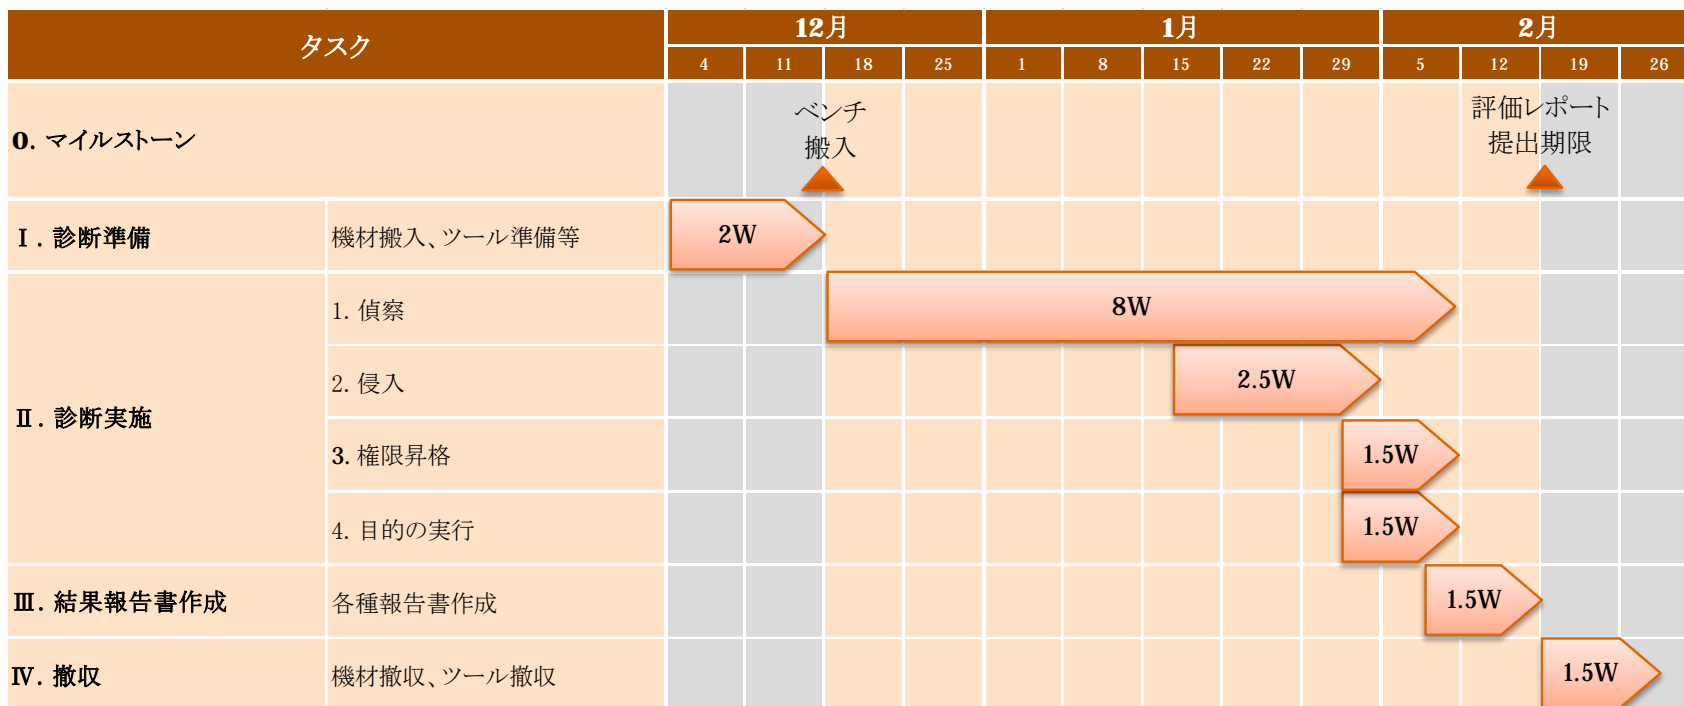 タスク
12月 1月 2月
4 11 18 25 1 8 15 22 29 5 12 19 26
0. マイルストーン
ベンチ
搬入
評価レポート
提出期限
Ⅰ. 診断準備 機材搬入、ツール準備等 2W
Ⅱ. 診断実施
1. 偵察 8W
2. 侵入 2.5W
3. 権限昇格 1.5W
4. 目的の実行 1.5W
Ⅲ. 結果報告書作成 各種報告書作成 1.5W
Ⅳ. 撤収 機材撤収、ツール撤収 1.5W